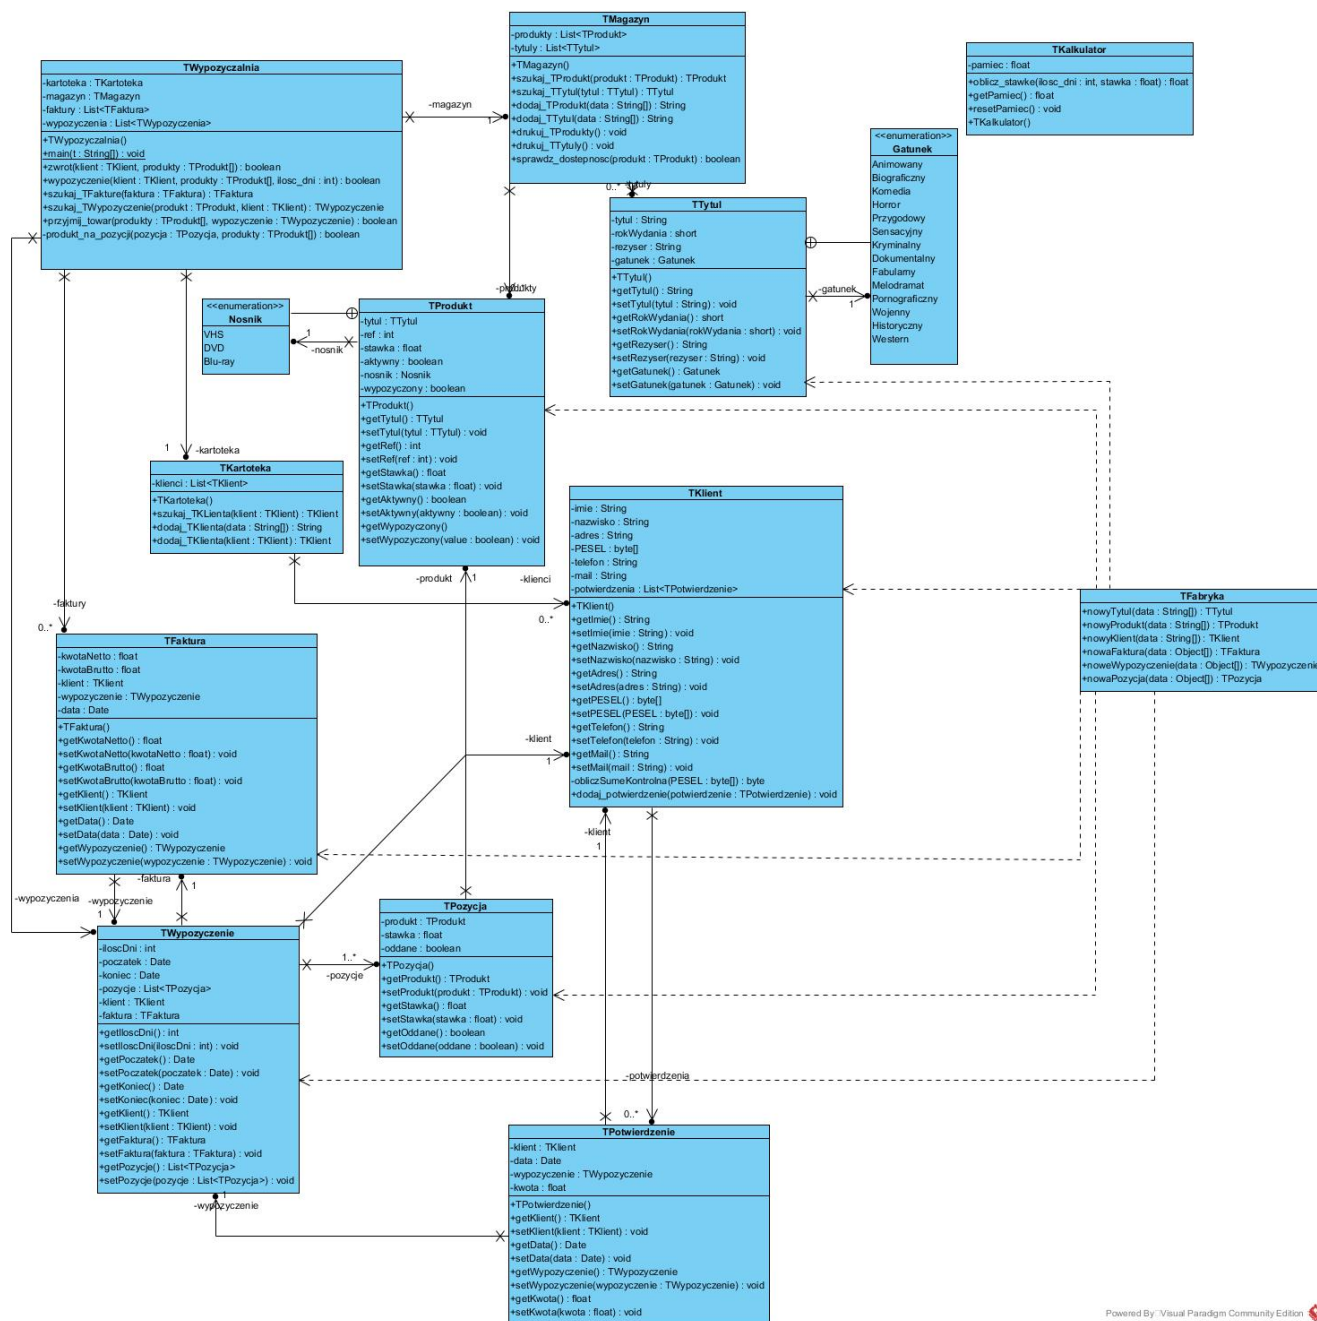 TMagazyn
-produkty : List<TProdukt>
-tytuly : List<TTytul>
+TMagazyn()
+szukaj_TProdukt(produkt : TProdukt) : TProdukt
+szukaj_TTytul(tytul : TTytul) : TTytul
+dodaj_TProdukt(data : String[]) : String
+dodaj_TTytul(data : String[]) : String
+drukuj_TProdukty() : void
+drukuj_TTytuly() : void
+sprawdz_dostepnosc(produkt : TProdukt) : boolean
TKalkulator
-pamiec : float
+oblicz_stawke(ilosc_dni : int, stawka : float) : float
+getPamiec() : float
+resetPamiec() : void
+TKalkulator()
TWypozyczalnia
-kartoteka : TKartoteka
-magazyn : TMagazyn
-faktury : List<TFaktura>
-wypozyczenia : List<TWypozyczenia>
+TWypozyczalnia()
+main(t : String[]) : void
+zwrot(klient : TKlient, produkty : TProdukt[]) : boolean
+wypozyczenie(klient : TKlient, produkty : TProdukt[], ilosc_dni : int) : boolean
+szukaj_TFakture(faktura : TFaktura) : TFaktura
+szukaj_TWypozyczenie(produkt : TProdukt, klient : TKlient) : TWypozyczenie
+przyjmij_towar(produkty : TProdukt[], wypozyczenie : TWypozyczenie) : boolean
-produkt_na_pozycji(pozycja : TPozycja, produkty : TProdukt[]) : boolean
-magazyn
1
<<enumeration>>
Gatunek
Animowany
Biograficzny
Komedia
Horror
Przygodowy
Sensacyjny
Kryminalny
Dokumentalny
Fabularny
Melodramat
Pornograficzny
Wojenny
Historyczny
Western
0..*
TTytul
-tytul : String
-rokWydania : short
-rezyser : String
-gatunek : Gatunek
+TTytul()
+getTytul() : String
+setTytul(tytul : String) : void
+getRokWydania() : short
+setRokWydania(rokWydania : short) : void
+getRezyser() : String
+setRezyser(rezyser : String) : void
+getGatunek() : Gatunek
+setGatunek(gatunek : Gatunek) : void
-gatunek
1
-produkty
<<enumeration>>
Nosnik
VHS
DVD
Blu-ray
1
-nosnik
TProdukt
-tytul : TTytul
-ref : int
-stawka : float
-aktywny : boolean
-nosnik : Nosnik
-wypozyczony : boolean
+TProdukt()
+getTytul() : TTytul
+setTytul(tytul : TTytul) : void
+getRef() : int
+setRef(ref : int) : void
+getStawka() : float
+setStawka(stawka : float) : void
+getAktywny() : boolean
+setAktywny(aktywny : boolean) : void
+getWypozyczony()
+setWypozyczony(value : boolean) : void
1
-kartoteka
TKartoteka
-klienci : List<TKlient>
+TKartoteka()
+szukaj_TKLienta(klient : TKlient) : TKlient
+dodaj_TKlienta(data : String[]) : String
+dodaj_TKlienta(klient : TKlient) : TKlient
-produkt
1
-klienci
0..*
TKlient
-imie : String
-nazwisko : String
-adres : String
-PESEL : byte[]
-telefon : String
-mail : String
-potwierdzenia : List<TPotwierdzenie>
+TKlient()
+getImie() : String
+setImie(imie : String) : void
+getNazwisko() : String
+setNazwisko(nazwisko : String) : void
+getAdres() : String
+setAdres(adres : String) : void
+getPESEL() : byte[]
+setPESEL(PESEL : byte[]) : void
+getTelefon() : String
+setTelefon(telefon : String) : void
+getMail() : String
+setMail(mail : String) : void
-obliczSumeKontrolna(PESEL : byte[]) : byte
+dodaj_potwierdzenie(potwierdzenie : TPotwierdzenie) : void
TFabryka
+nowyTytul(data : String[]) : TTytul
+nowyProdukt(data : String[]) : TProdukt
+nowyKlient(data : String[]) : TKlient
+nowaFaktura(data : Object[]) : TFaktura
+noweWypozyczenie(data : Object[]) : TWypozyczenie
+nowaPozycja(data : Object[]) : TPozycja
-faktury
0..*
TFaktura
-kwotaNetto : float
-kwotaBrutto : float
-klient : TKlient
-wypozyczenie : TWypozyczenie
-data : Date
+TFaktura()
+getKwotaNetto() : float
+setKwotaNetto(kwotaNetto : float) : void
+getKwotaBrutto() : float
+setKwotaBrutto(kwotaBrutto : float) : void
+getKlient() : TKlient
+setKlient(klient : TKlient) : void
+getData() : Date
+setData(data : Date) : void
+getWypozyczenie() : TWypozyczenie
+setWypozyczenie(wypozyczenie : TWypozyczenie) : void
-klient
1
-klient
1
-faktura
1
-wypozyczenia
-wypozyczenie
1
TWypozyczenie
-iloscDni : int
-poczatek : Date
-koniec : Date
-pozycje : List<TPozycja>
-klient : TKlient
-faktura : TFaktura
+getIloscDni() : int
+setIloscDni(iloscDni : int) : void
+getPoczatek() : Date
+setPoczatek(poczatek : Date) : void
+getKoniec() : Date
+setKoniec(koniec : Date) : void
+getKlient() : TKlient
+setKlient(klient : TKlient) : void
+getFaktura() : TFaktura
+setFaktura(faktura : TFaktura) : void
+getPozycje() : List<TPozycja>
+setPozycje(pozycje : List<TPozycja>) : void
1..*
-pozycje
TPozycja
-produkt : TProdukt
-stawka : float
-oddane : boolean
+TPozycja()
+getProdukt() : TProdukt
+setProdukt(produkt : TProdukt) : void
+getStawka() : float
+setStawka(stawka : float) : void
+getOddane() : boolean
+setOddane(oddane : boolean) : void
-potwierdzenia
0..*
1
-wypozyczenie
TPotwierdzenie
-klient : TKlient
-data : Date
-wypozyczenie : TWypozyczenie
-kwota : float
+TPotwierdzenie()
+getKlient() : TKlient
+setKlient(klient : TKlient) : void
+getData() : Date
+setData(data : Date) : void
+getWypozyczenie() : TWypozyczenie
+setWypozyczenie(wypozyczenie : TWypozyczenie) : void
+getKwota() : float
+setKwota(kwota : float) : void
Powered By Visual Paradigm Community Edition